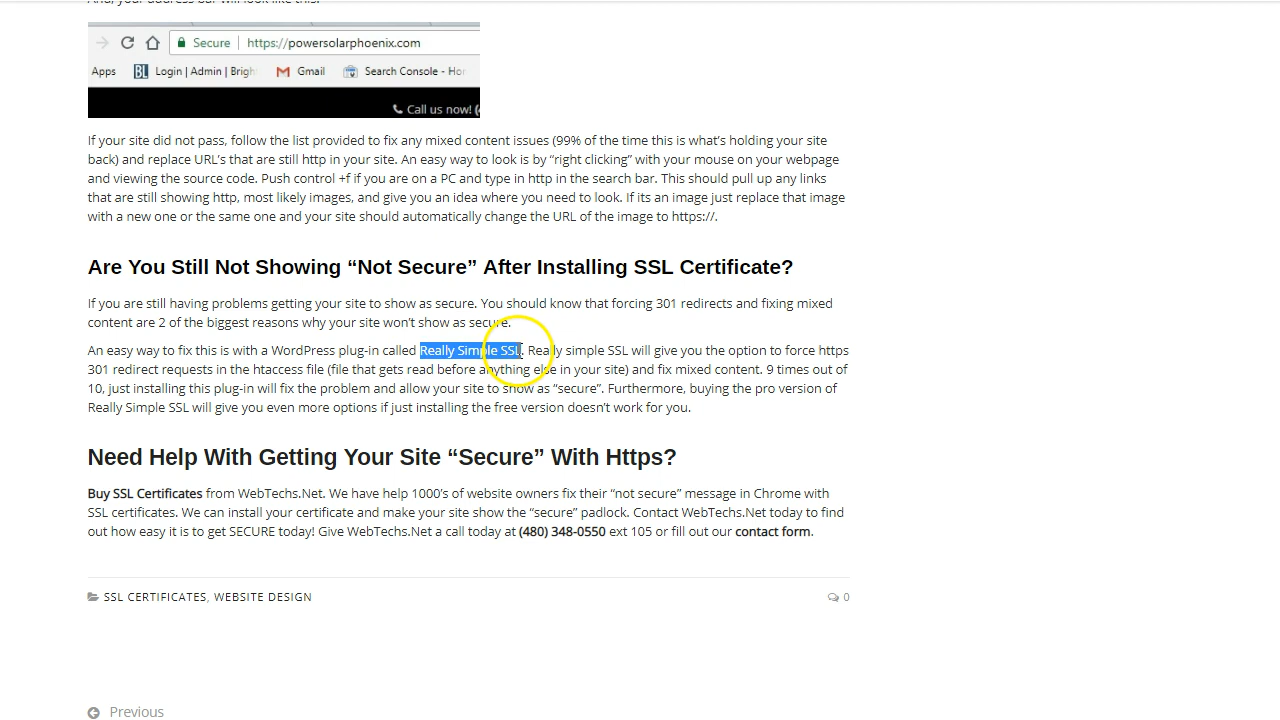 And, your address bar will look like this:
Secure https://powersolarphoenix.com
Apps BL Login | Admin | Brigh Gmail Search Console - Hor
Call us now! (
If your site did not pass, follow the list provided to fix any mixed content issues (99% of the time this is what’s holding your site
back) and replace URL’s that are still http in your site. An easy way to look is by “right clicking” with your mouse on your webpage
and viewing the source code. Push control +f if you are on a PC and type in http in the search bar. This should pull up any links
that are still showing http, most likely images, and give you an idea where you need to look. If its an image just replace that image
with a new one or the same one and your site should automatically change the URL of the image to https://.
Are You Still Not Showing “Not Secure” After Installing SSL Certificate?
If you are still having problems getting your site to show as secure. You should know that forcing 301 redirects and fixing mixed
content are 2 of the biggest reasons why your site won’t show as secure.
An easy way to fix this is with a WordPress plug-in called Really Simple SSL. Really simple SSL will give you the option to force https
301 redirect requests in the htaccess file (file that gets read before anything else in your site) and fix mixed content. 9 times out of
10, just installing this plug-in will fix the problem and allow your site to show as “secure”. Furthermore, buying the pro version of
Really Simple SSL will give you even more options if just installing the free version doesn’t work for you.
Need Help With Getting Your Site “Secure” With Https?
Buy SSL Certificates from WebTechs.Net. We have help 1000’s of website owners fix their “not secure” message in Chrome with
SSL certificates. We can install your certificate and make your site show the “secure” padlock. Contact WebTechs.Net today to find
out how easy it is to get SECURE today! Give WebTechs.Net a call today at (480) 348-0550 ext 105 or fill out our contact form.
SSL CERTIFICATES, WEBSITE DESIGN 0
Previous